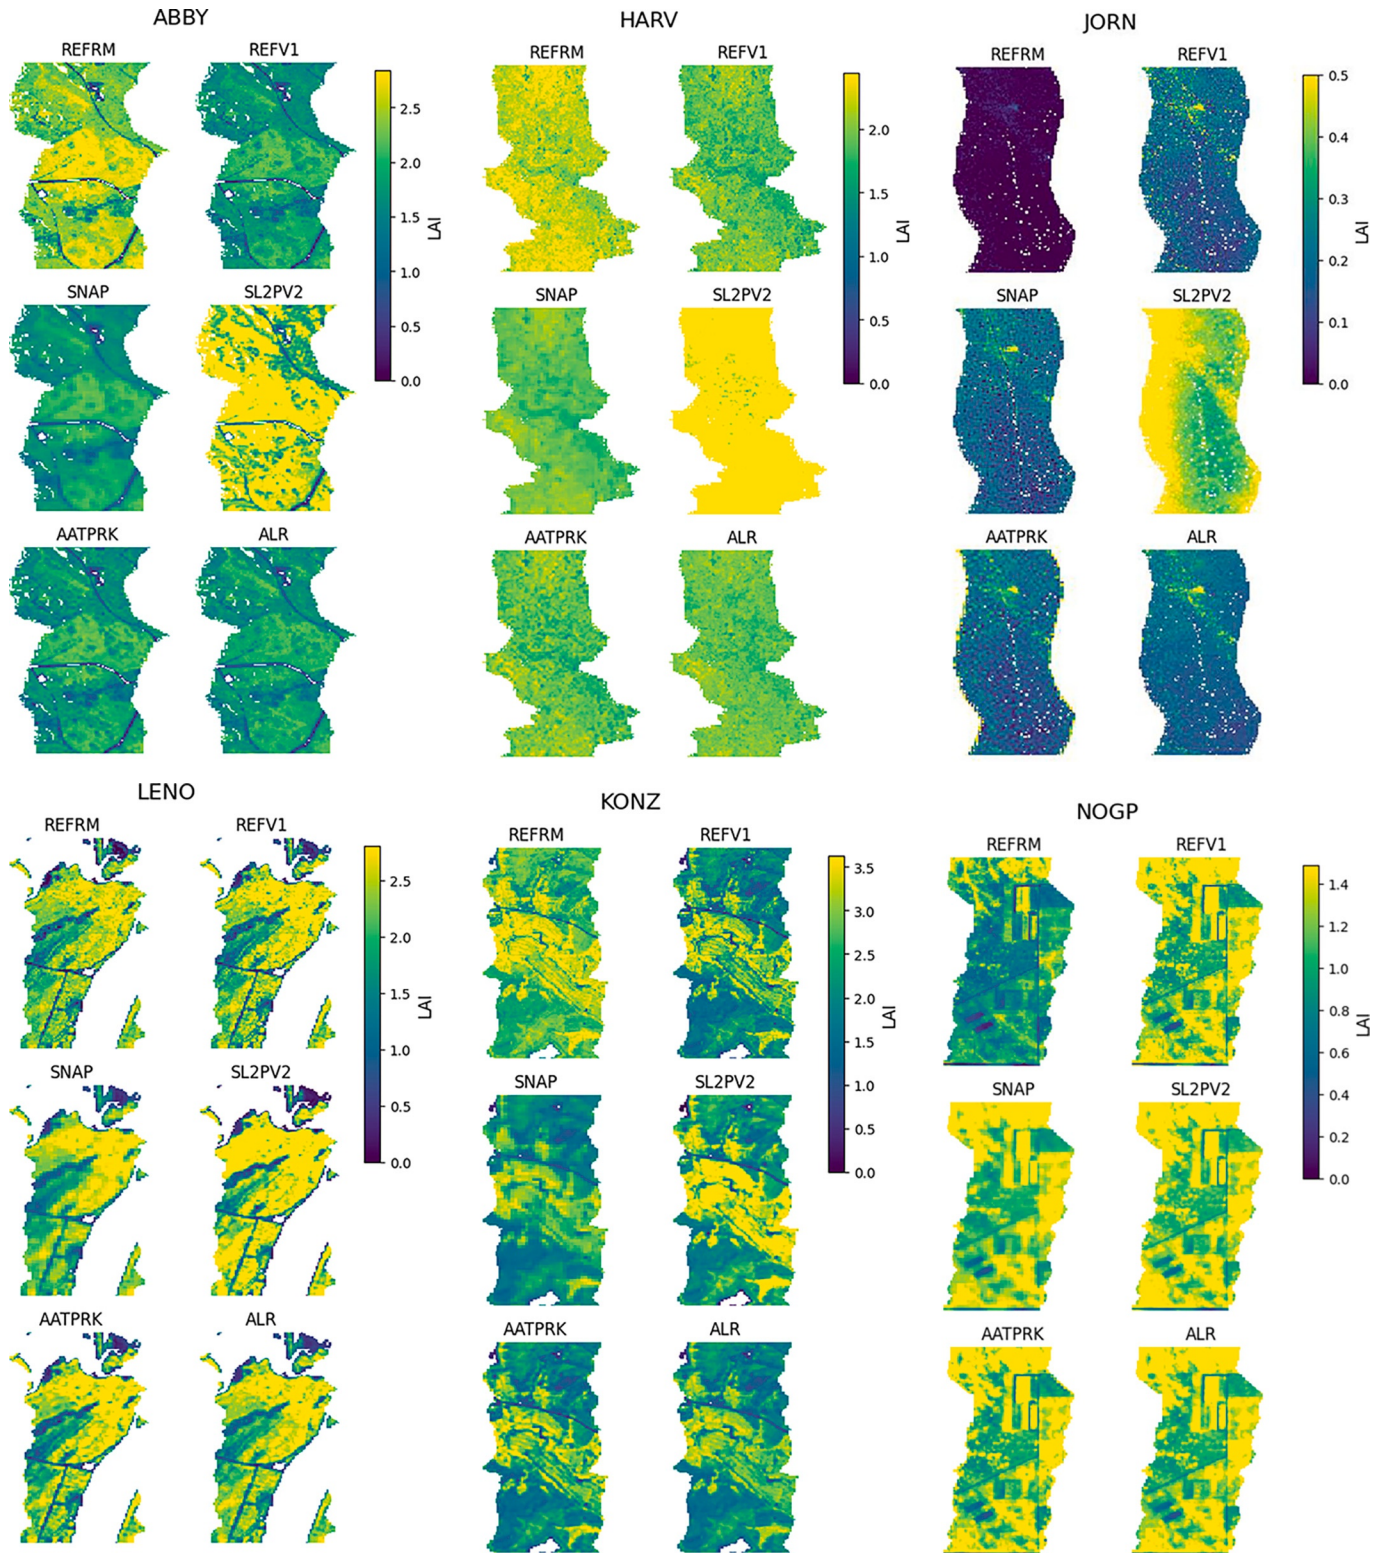 ABBY
REFRM REFV1
2.5
2.0
1.5
1.0
0.5
0.0
LAI
SNAP SL2PV2
AATPRK ALR
HARV
REFRM REFV1
2.0
1.5
1.0
0.5
0.0
LAI
SNAP SL2PV2
AATPRK ALR
JORN
REFRM REFV1
0.5
0.4
0.3
0.2
0.1
0.0
LAI
SNAP SL2PV2
AATPRK ALR
LENO
REFRM REFV1
2.5
2.0
1.5
1.0
0.5
0.0
LAI
SNAP SL2PV2
AATPRK ALR
KONZ
REFRM REFV1
3.5
3.0
2.5
2.0
1.5
1.0
0.5
0.0
LAI
SNAP SL2PV2
AATPRK ALR
NOGP
REFRM REFV1
1.4
1.2
1.0
0.8
0.6
0.4
0.2
0.0
LAI
SNAP SL2PV2
AATPRK ALR